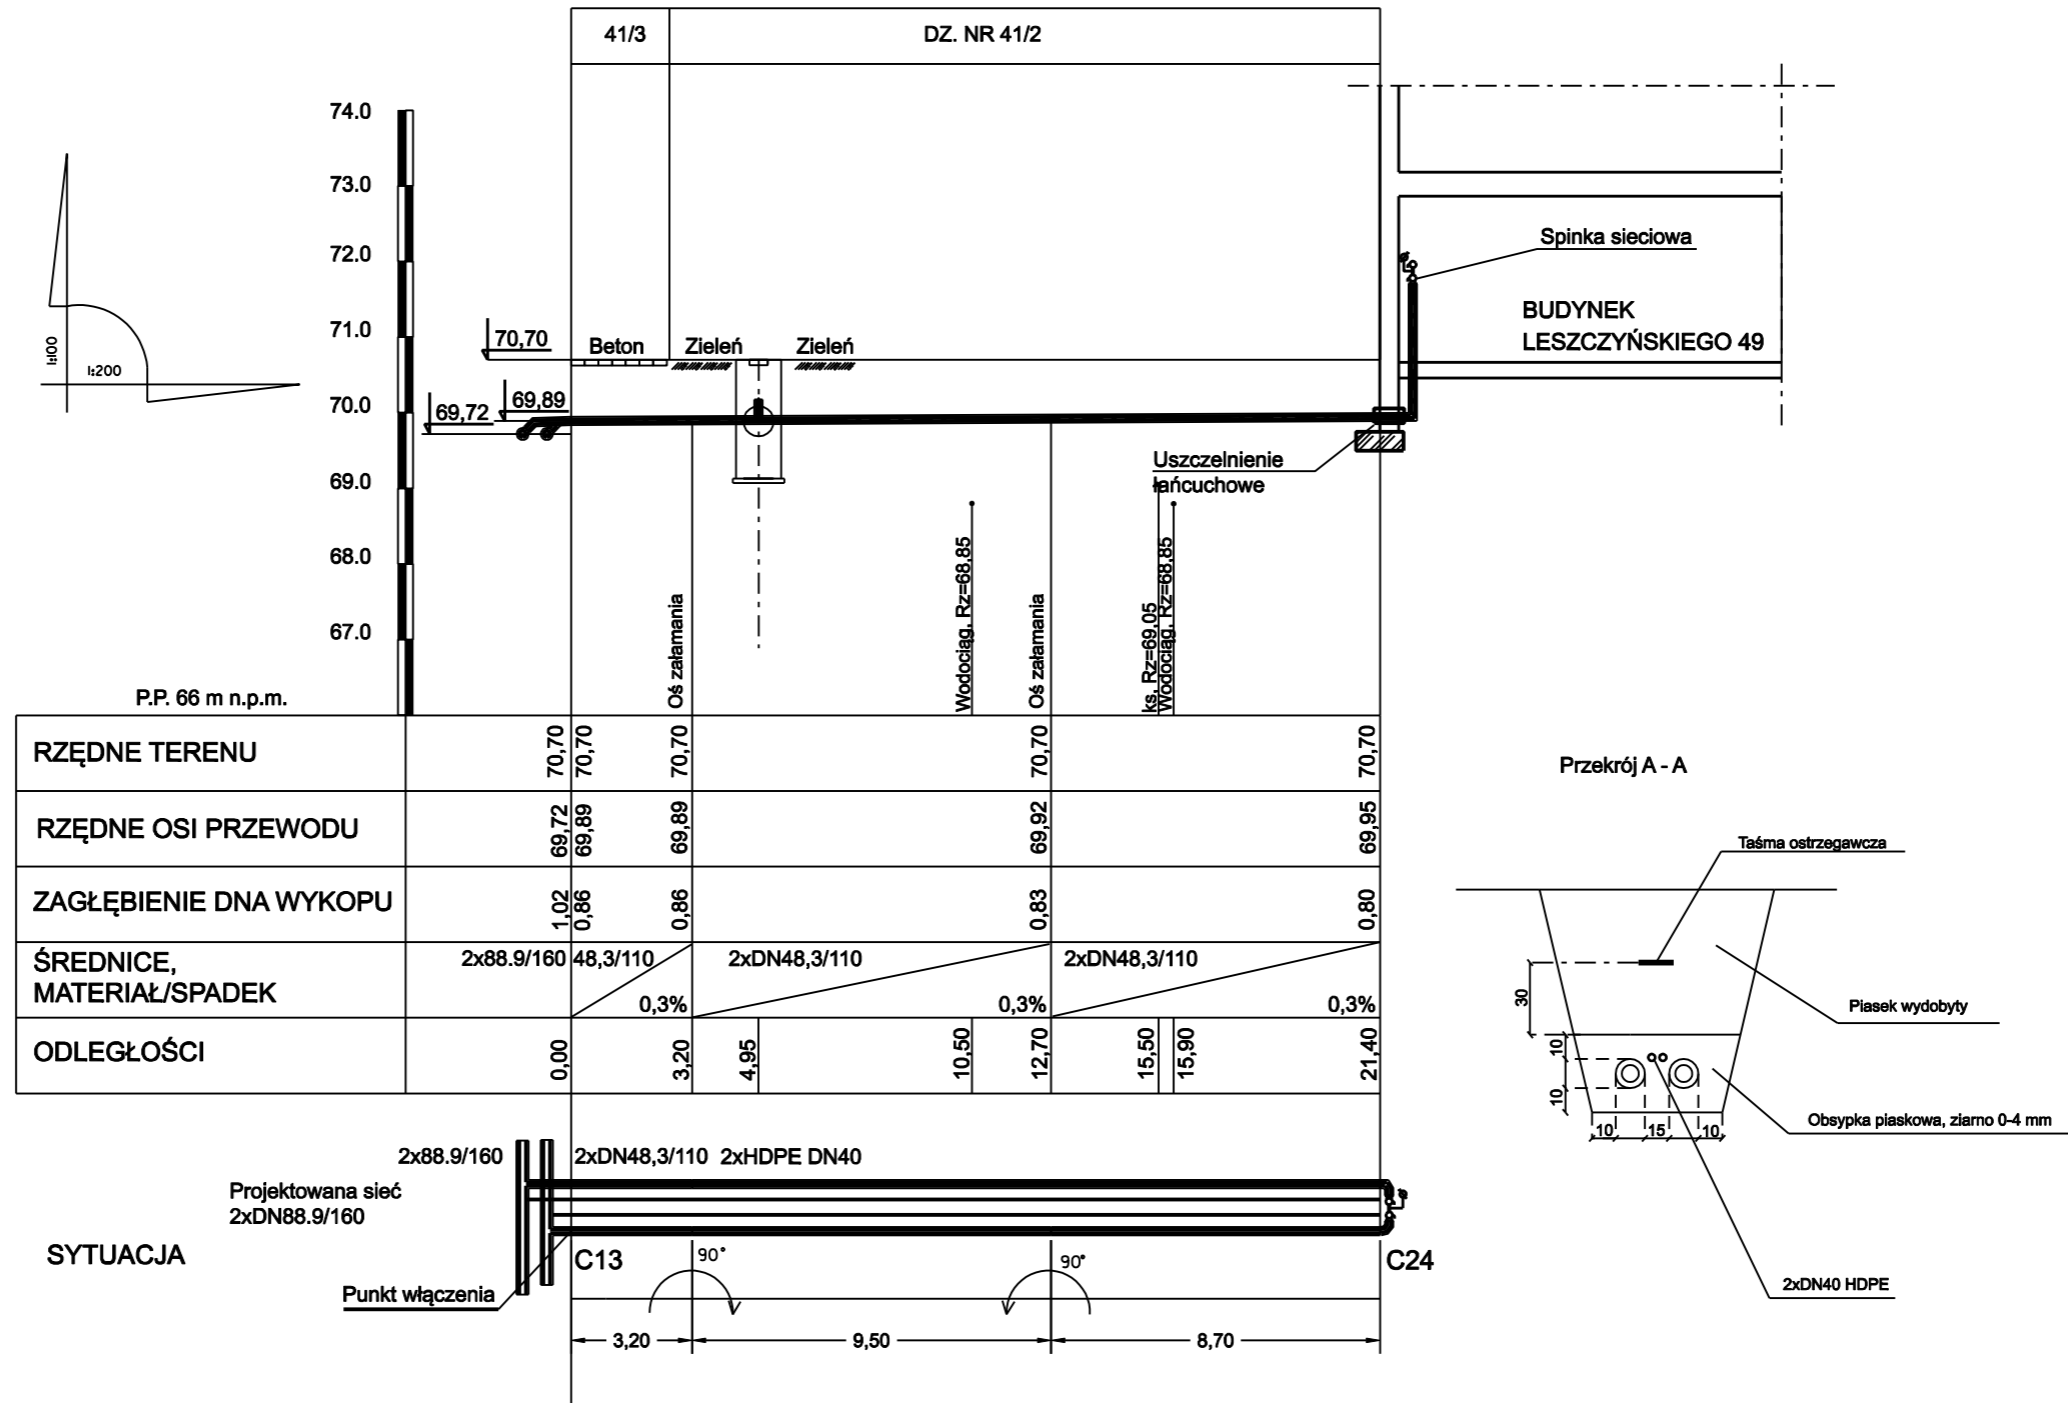 41/3
DZ. NR 41/2
74.0
73.0
72.0
71.0
70.0
69.0
68.0
67.0
1:100
1:200
70,70
Beton
Zieleń
Zieleń
69,89
69,72
Spinka sieciowa
BUDYNEK
LESZCZYŃSKIEGO 49
Uszczelnienie
łańcuchowe
Oś załamania
Wodociąg, Rz=68,85
Oś załamania
ks, Rz=69,05
Wodociąg, Rz=68,85
P.P. 66 m n.p.m.
RZĘDNE TERENU
70,70
70,70
70,70
70,70
70,70
RZĘDNE OSI PRZEWODU
69,72
69,89
69,89
69,92
69,95
ZAGŁĘBIENIE DNA WYKOPU
1,02
0,86
0,86
0,83
0,80
ŚREDNICE,
MATERIAŁ/SPADEK
2x88.9/160
48,3/110
0,3%
2xDN48,3/110
0,3%
2xDN48,3/110
0,3%
ODLEGŁOŚCI
0,00
3,20
4,95
10,50
12,70
15,50
15,90
21,40
2x88.9/160
2xDN48,3/110
2xHDPE DN40
Projektowana sieć
2xDN88.9/160
SYTUACJA
Punkt włączenia
C13
90°
90°
C24
3,20
9,50
8,70
Przekrój A - A
Taśma ostrzegawcza
30
Piasek wydobyty
10
10
10
15
10
Obsypka piaskowa, ziarno 0-4 mm
2xDN40 HDPE